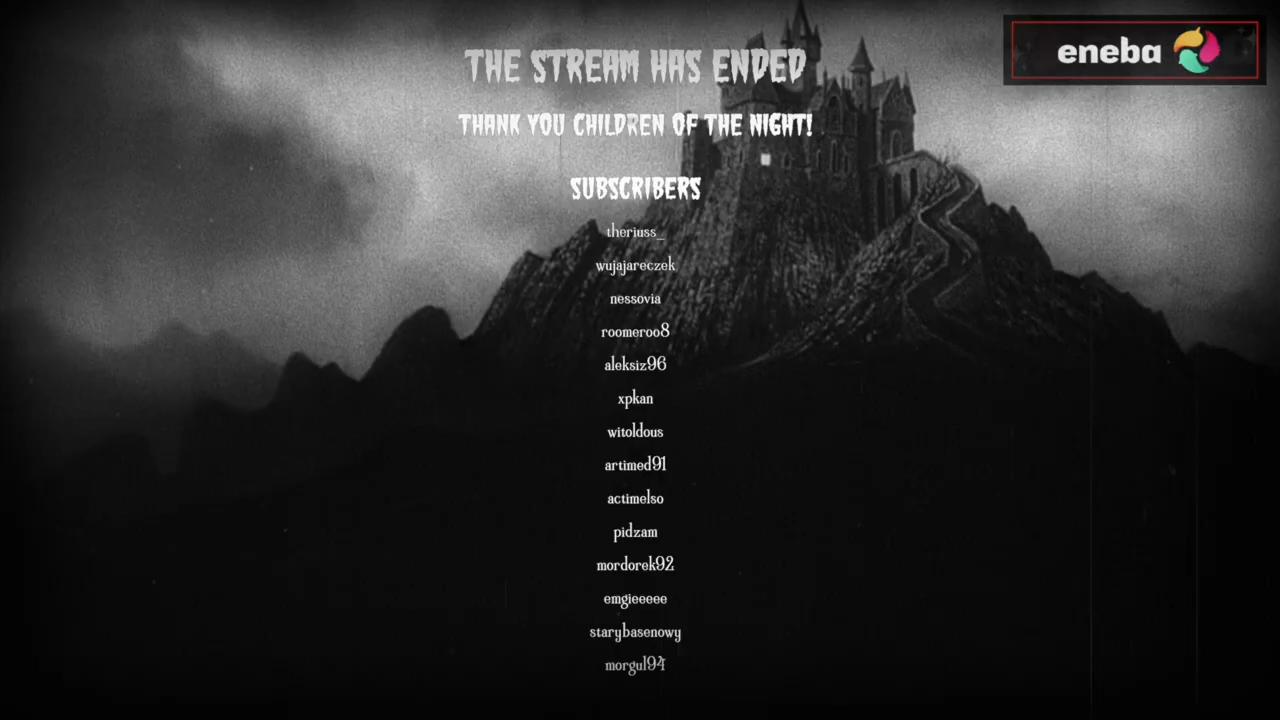 THE STREAM HAS ENDED
eneba
THANK YOU CHILDREN OF THE NIGHT!
SUBSCRIBERS
theriuss_
wujajareczek
nessovia
roomeroo8
aleksiz96
xpkan
witoldous
artimed91
actimelso
pidzam
mordorek92
emgieeeee
starybasenowy
morgul94